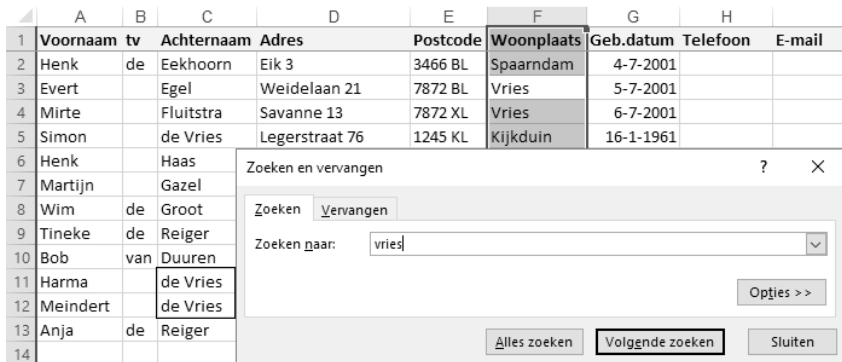 A B C D E F G H
1 Voornaam tv Achternaam Adres Postcode Woonplaats Geb.datum Telefoon E-mail
2 Henk de Eekhoorn Eik 3 3466 BL Spaarndam 4-7-2001
3 Evert Egel Weidelaan 21 7872 BL Vries 5-7-2001
4 Mirte Fluitstra Savanne 13 7872 XL Vries 6-7-2001
5 Simon de Vries Legerstraat 76 1245 KL Kijkduin 16-1-1961
6 Henk Haas
7 Martijn Gazel
8 Wim de Groot
9 Tineke de Reiger
10 Bob van Duuren
11 Harma de Vries
12 Meindert de Vries
13 Anja de Reiger
14
Zoeken en vervangen ? ×
Zoeken Vervangen
Zoeken naar: vries
Opties >>
Alles zoeken Volgende zoeken Sluiten